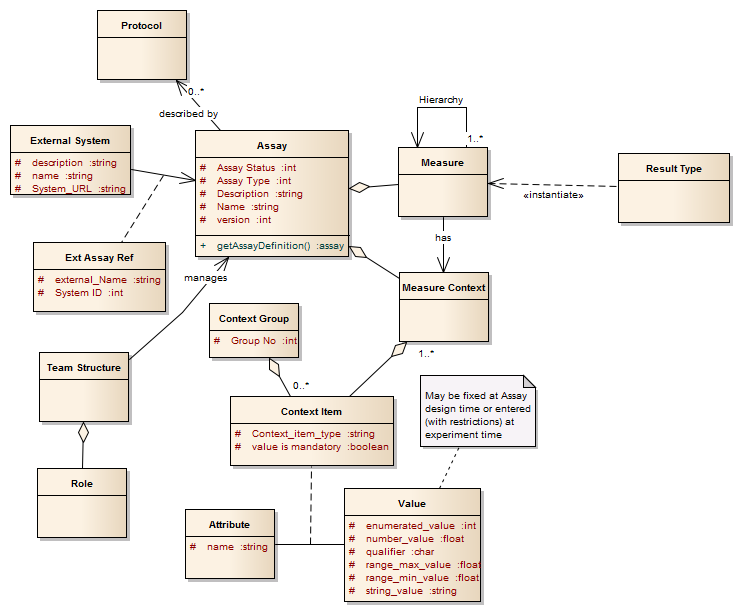 Protocol
0..*
described by
External System
# description :string
# name :string
# System_URL :string
Assay
# Assay Status :int
# Assay Type :int
# Description :string
# Name :string
# version :int
+ getAssayDefinition() :assay
Hierarchy
1..*
Measure
Result Type
«instantiate»
has
Ext Assay Ref
# external_Name :string
# System ID :int
manages
Measure Context
1..*
Context Group
# Group No :int
0..*
Team Structure
Role
Context Item
# Context_item_type :string
# value is mandatory :boolean
May be fixed at Assay
design time or entered
(with restrictions) at
experiment time
Attribute
# name :string
Value
# enumerated_value :int
# number_value :float
# qualifier :char
# range_max_value :float
# range_min_value :float
# string_value :string